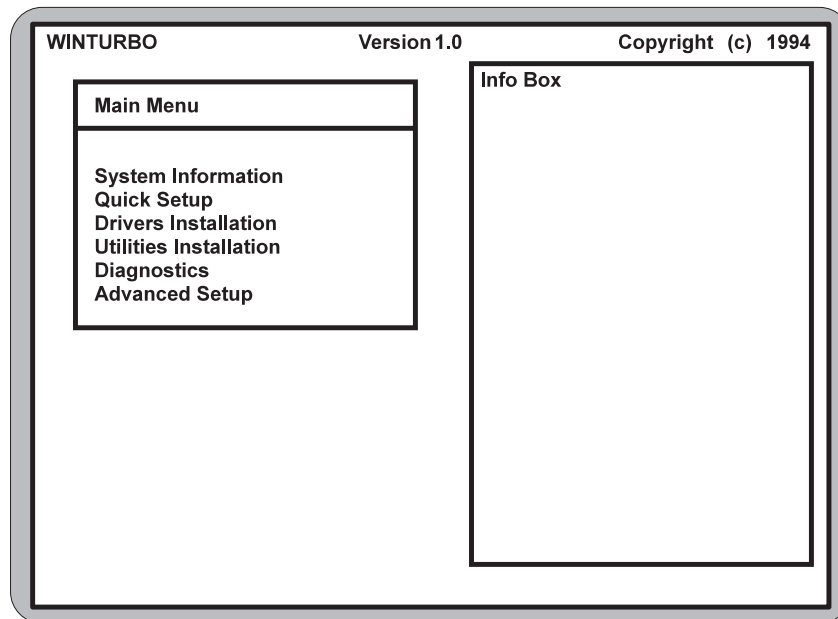 WINTURBO Version 1.0 Copyright (c) 1994
Info Box
Main Menu
System Information
Quick Setup
Drivers Installation
Utilities Installation
Diagnostics
Advanced Setup